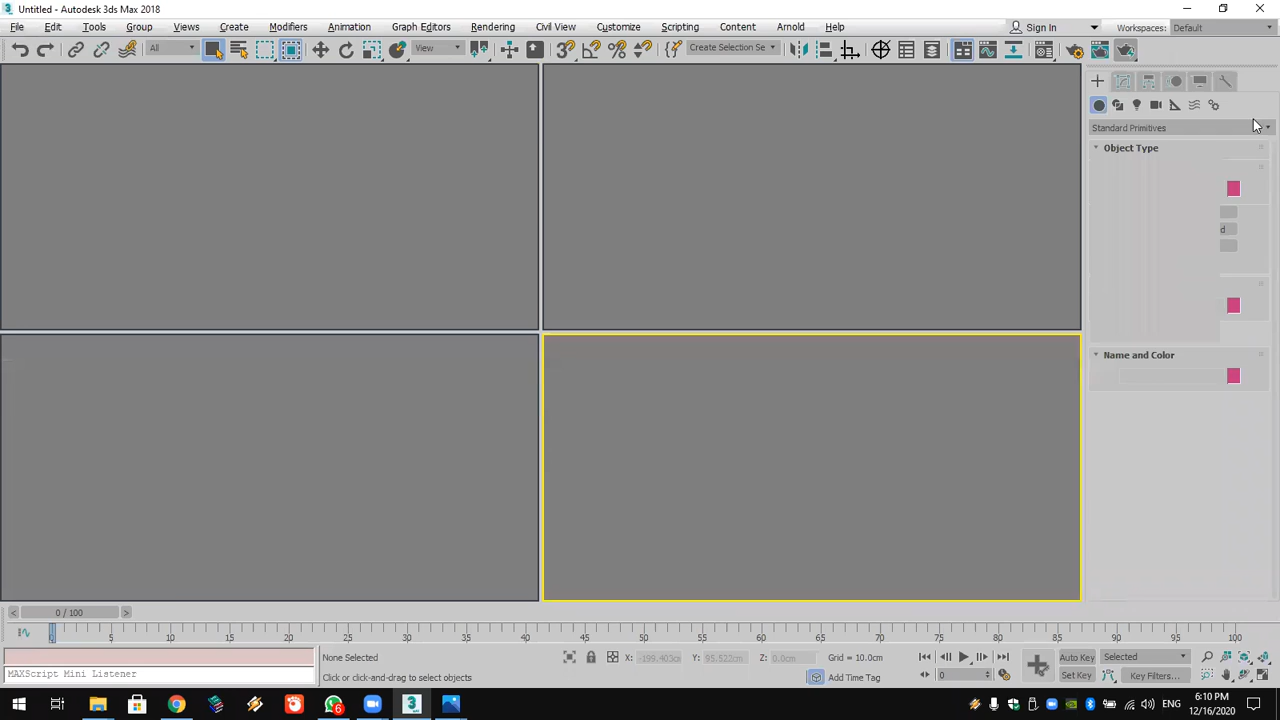 Untitled - Autodesk 3ds Max 2018
File Edit Tools Group Views Create Modifiers Animation Graph Editors Rendering Civil View Customize Scripting Content Arnold Help Sign In Workspaces: Default
All View Create Selection Se
Standard Primitives
Object Type
d
Name and Color
< 0 / 100 >
0 5 10 15 20 25 30 35 40 45 50 55 60 65 70 75 80 85 90 95 100
None Selected X: -199.403cm Y: 95.522cm Z: 0.0cm Grid = 10.0cm Auto Key Selected
MAXScript Mini Listener Click or click-and-drag to select objects Add Time Tag 0 Set Key Key Filters...
6:10 PM
ENG
12/16/2020